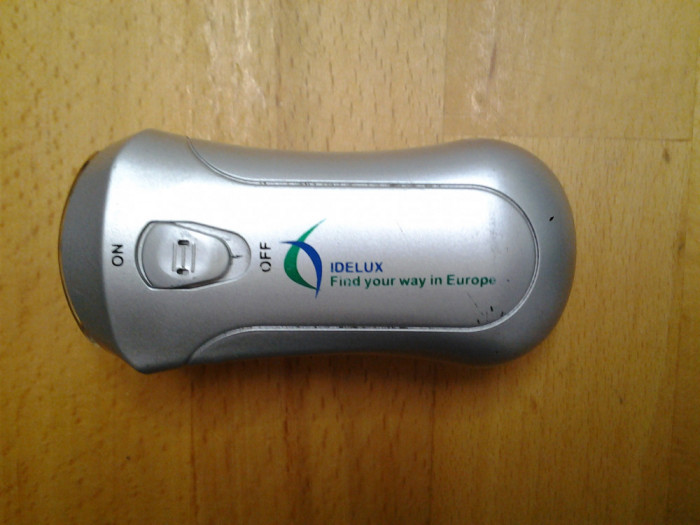 ON
OFF
IDELUX
Find your way in Europe